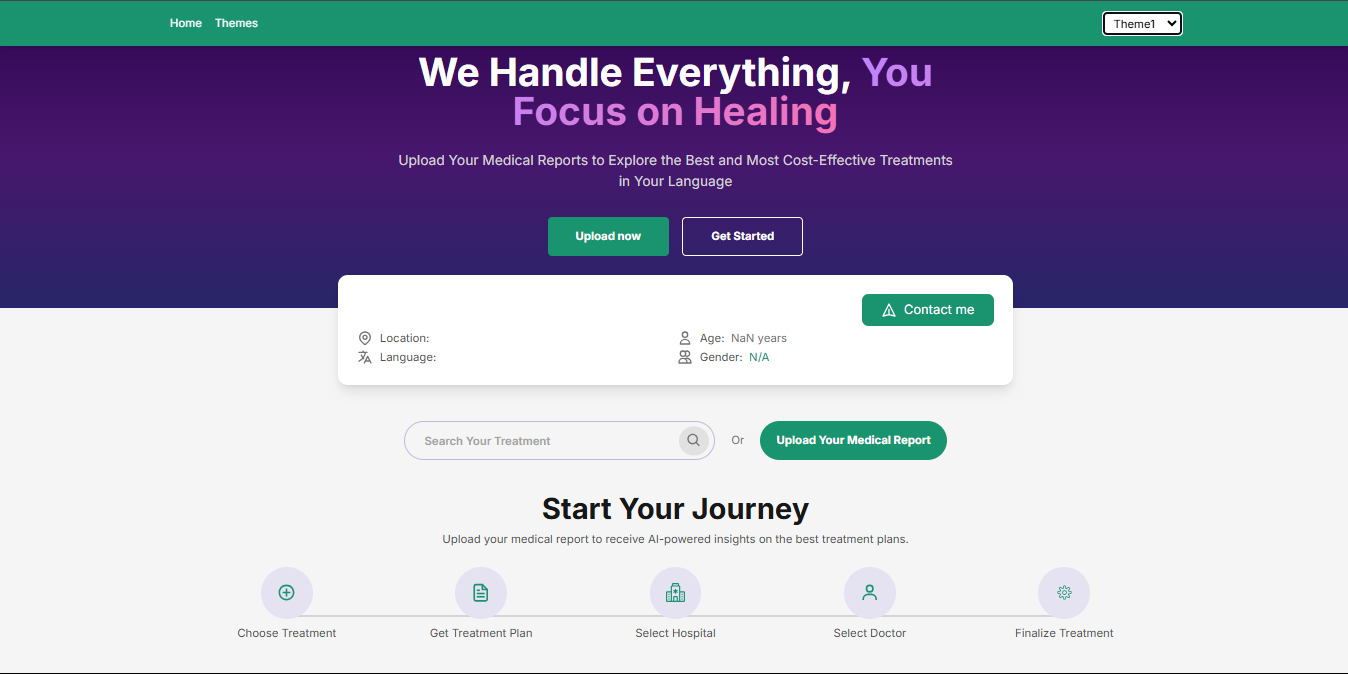 Home Themes Theme1
We Handle Everything, You
Focus on Healing
Upload Your Medical Reports to Explore the Best and Most Cost-Effective Treatments
in Your Language
Upload now Get Started
Contact me
Location: Age: NaN years
Language: Gender: N/A
Search Your Treatment Or Upload Your Medical Report
Start Your Journey
Upload your medical report to receive AI-powered insights on the best treatment plans.
Choose Treatment Get Treatment Plan Select Hospital Select Doctor Finalize Treatment